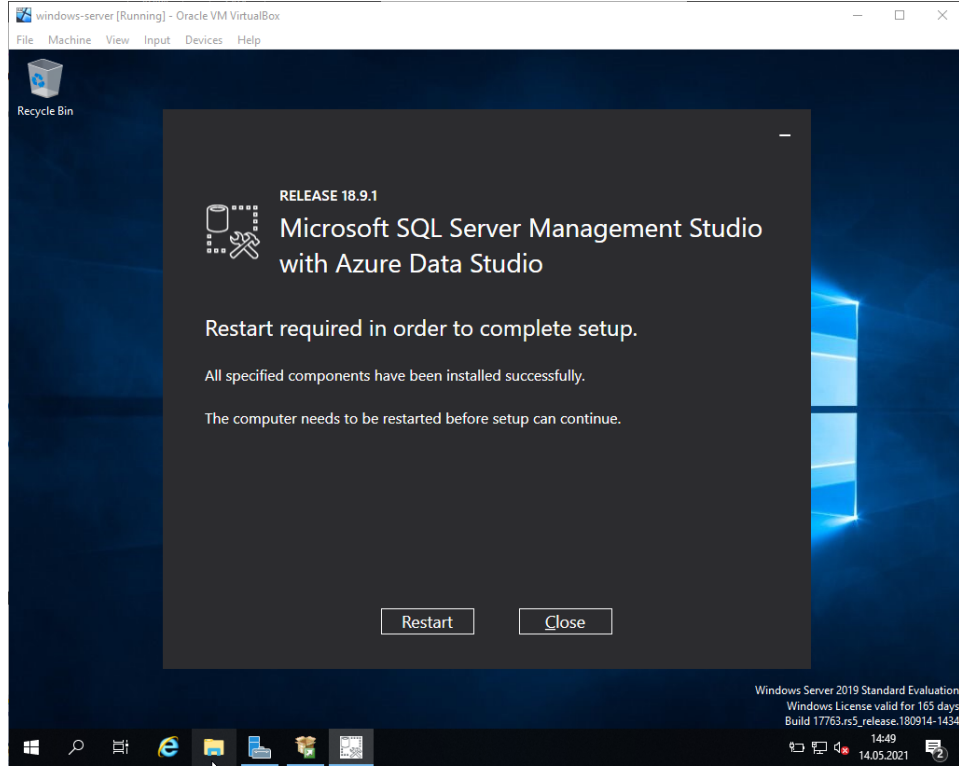 windows-server [Running] - Oracle VM VirtualBox
File Machine View Input Devices Help
Recycle Bin
RELEASE 18.9.1
Microsoft SQL Server Management Studio
with Azure Data Studio
Restart required in order to complete setup.
All specified components have been installed successfully.
The computer needs to be restarted before setup can continue.
Restart Close
Windows Server 2019 Standard Evaluation
Windows License valid for 165 days
Build 17763.rs5_release.180914-1434
14:49
14.05.2021
2